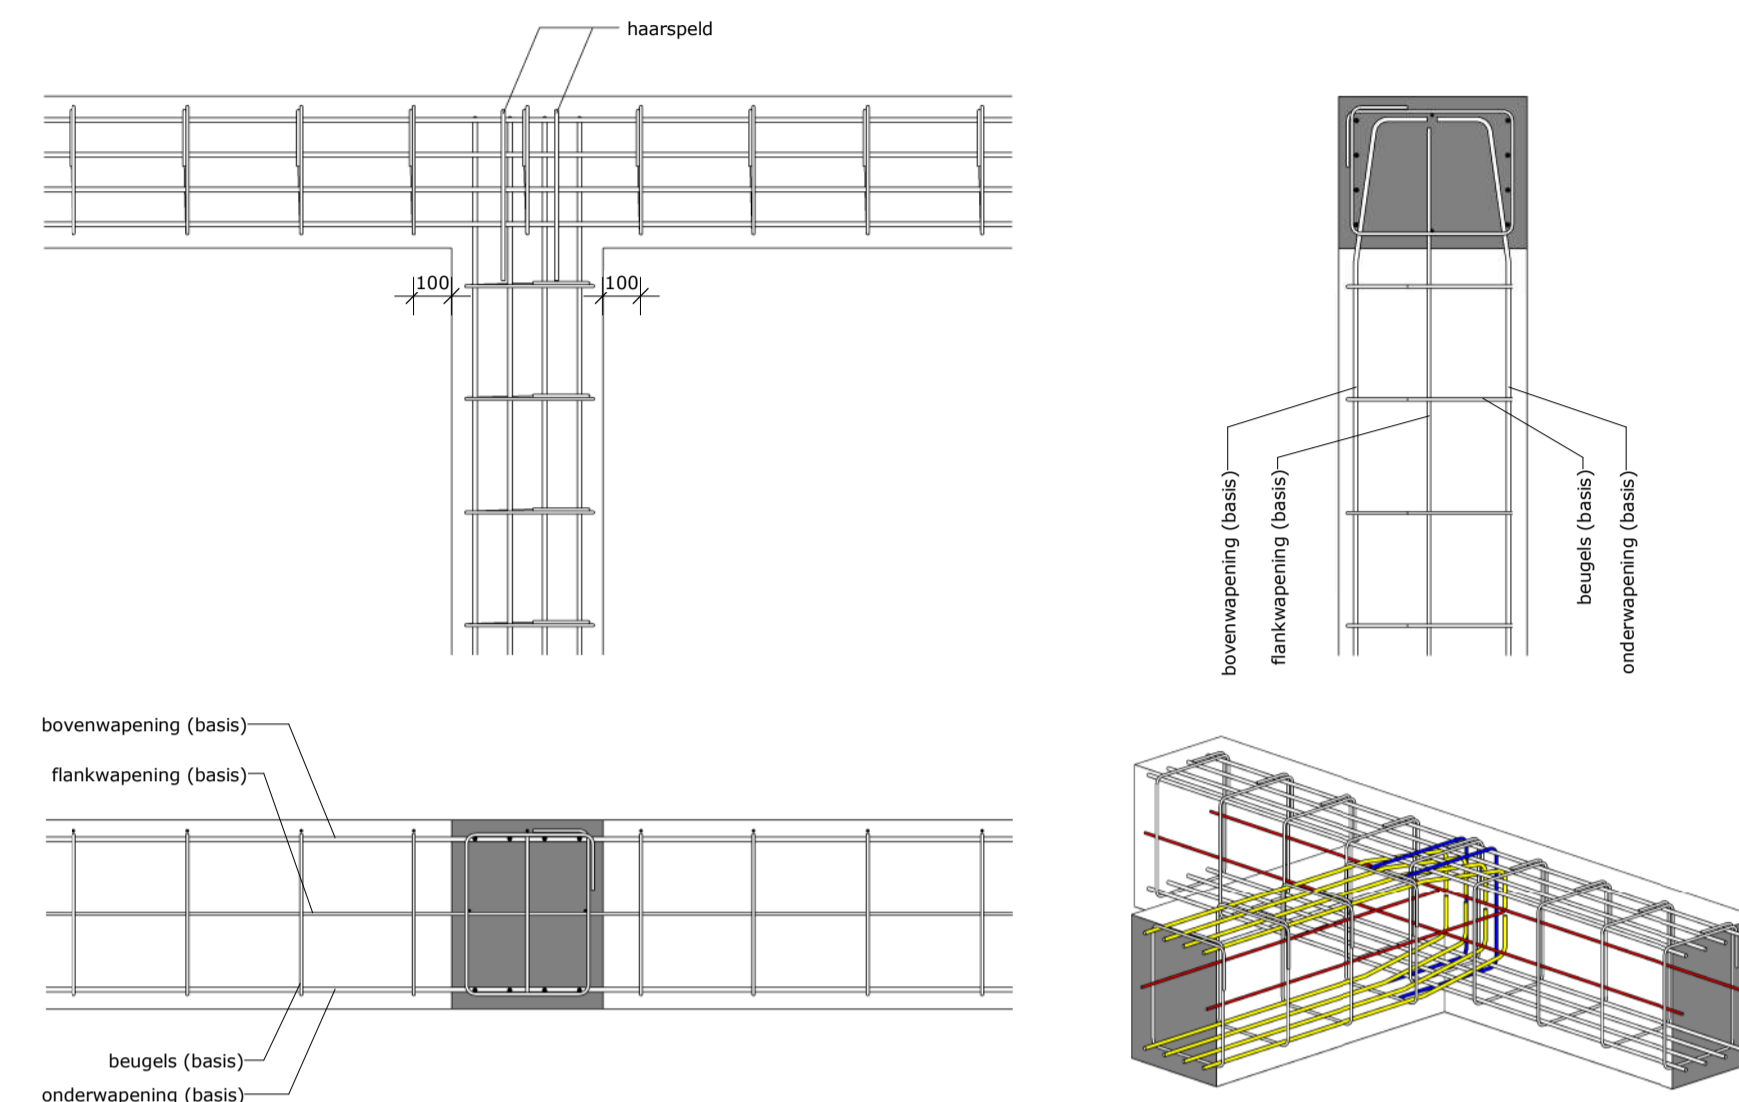 haarspeld
100
100
bovenwapening (basis)
flankwapening (basis)
beugels (basis)
onderwapening (basis)
bovenwapening (basis)
flankwapening (basis)
beugels (basis)
onderwapening (basis)